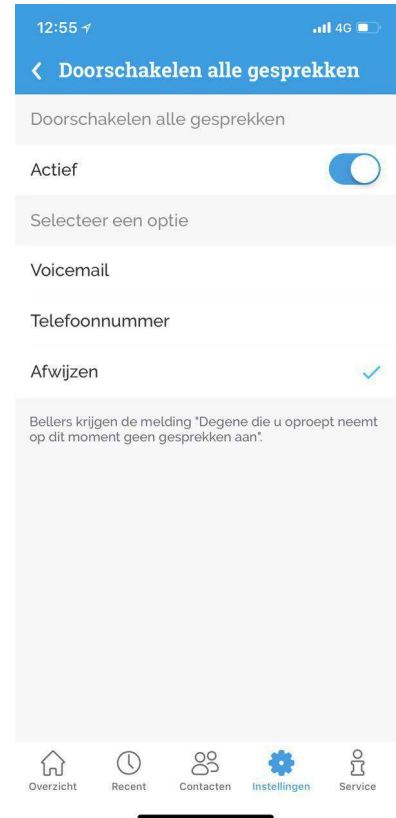 12:55 4G
Doorschakelen alle gesprekken
Doorschakelen alle gesprekken
Actief
Selecteer een optie
Voicemail
Telefoonnummer
Afwijzen
Bellers krijgen de melding "Degene die u oproept neemt
op dit moment geen gesprekken aan".
Overzicht Recent Contacten Instellingen Service